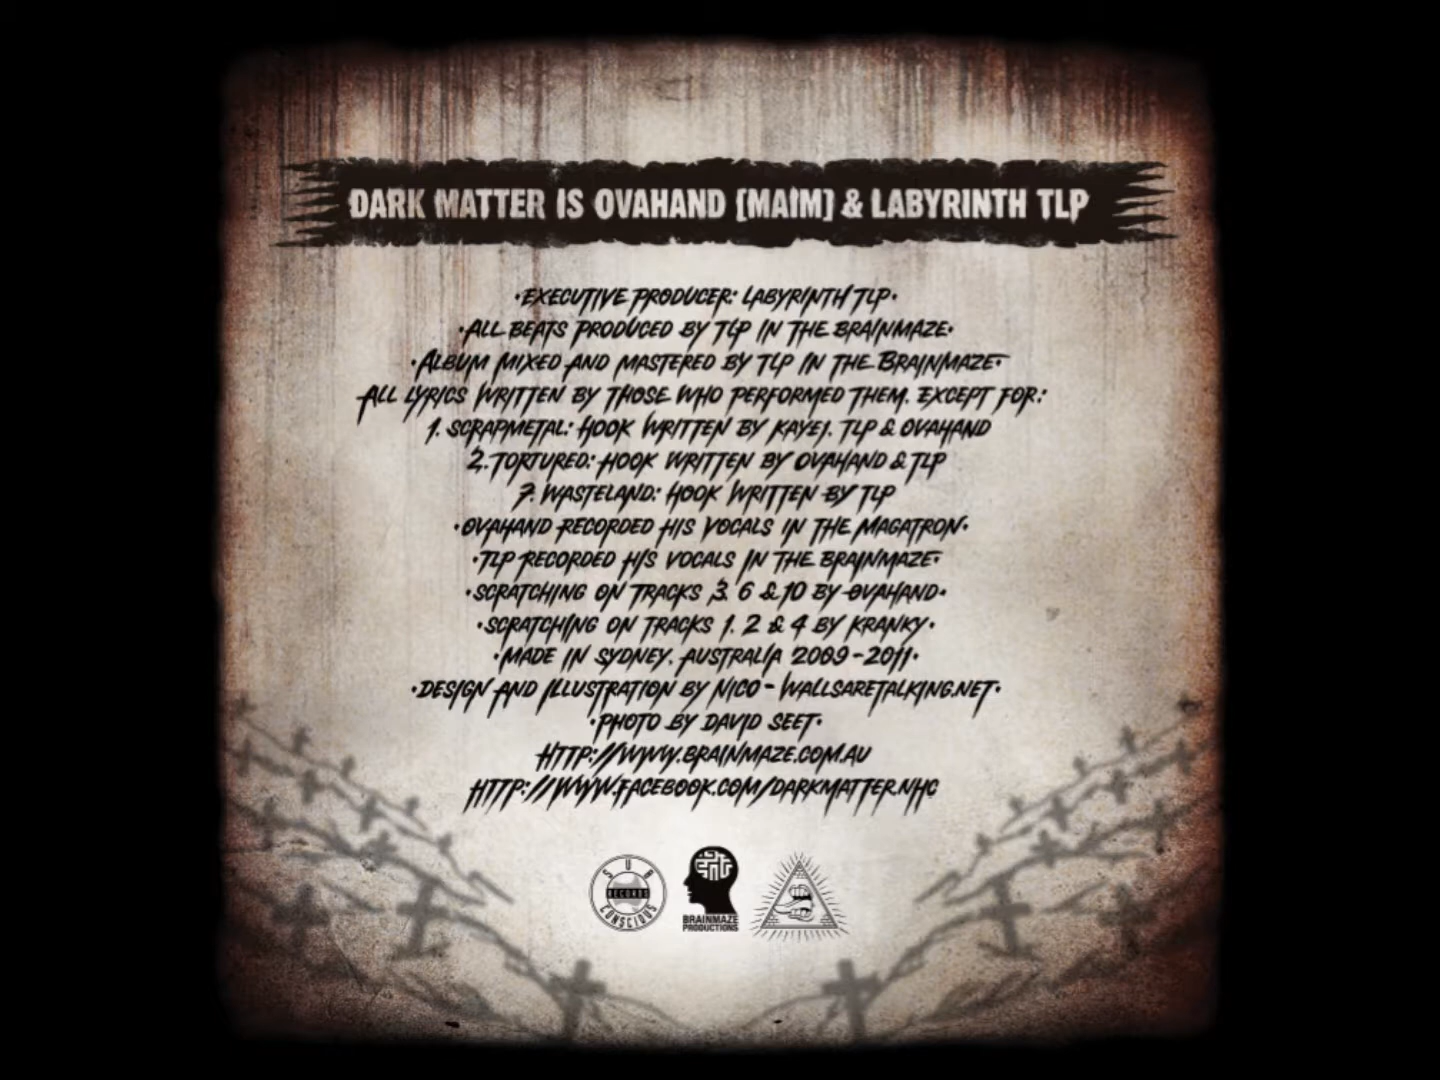 DARK MATTER IS OVAHAND [MAIM] & LABYRINTH TLP
•EXECUTIVE PRODUCER: LABYRINTH TLP•
•ALL BEATS PRODUCED BY TLP IN THE BRAINMAZE•
•ALBUM MIXED AND MASTERED BY TLP IN THE BRAINMAZE•
ALL LYRICS WRITTEN BY THOSE WHO PERFORMED THEM. EXCEPT FOR:
1. SCRAPMETAL: HOOK WRITTEN BY KAYE1. TLP & OVAHAND
2. TORTURED: HOOK WRITTEN BY OVAHAND & TLP
7. WASTELAND: HOOK WRITTEN BY TLP
•OVAHAND RECORDED HIS VOCALS IN THE MAGATRON•
•TLP RECORDED HIS VOCALS IN THE BRAINMAZE•
•SCRATCHING ON TRACKS 3. 6 & 10 BY OVAHAND•
•SCRATCHING ON TRACKS 1. 2 & 4 BY KRANKY•
•MADE IN SYDNEY. AUSTRALIA 2009-2011•
•DESIGN AND ILLUSTRATION BY NICO - WALLSARETALKING.NET•
•PHOTO BY DAVID SEET•
HTTP://WWW.BRAINMAZE.COM.AU
HTTP://WWW.FACEBOOK.COM/DARKMATTER.NHC
SUB
RECORDS
CONSCIOUS
BRAINMAZE
PRODUCTIONS